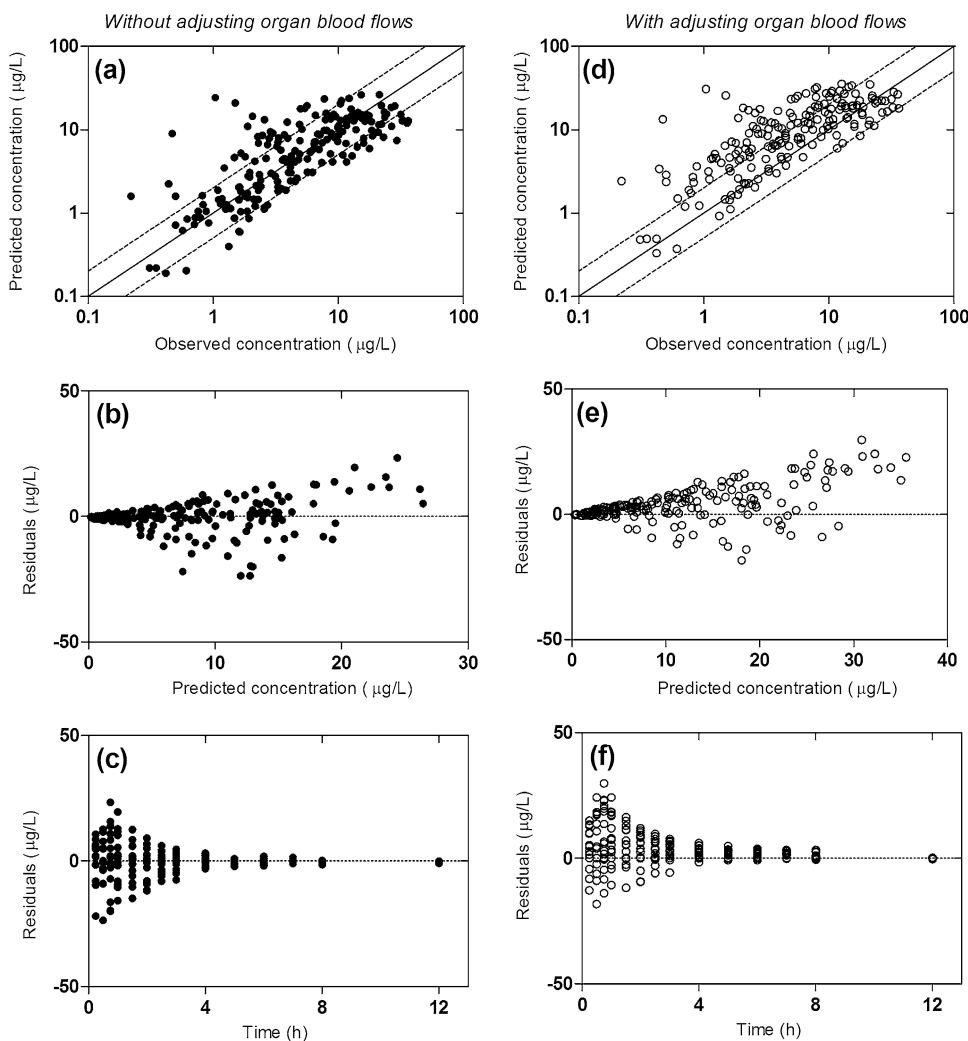 Without adjusting organ blood flows
With adjusting organ blood flows
(a)
Predicted concentration ( μg/L)
100
10
1
0.1
0.1 1 10 100
Observed concentration ( μg/L)
(d)
Predicted concentration ( μg/L)
100
10
1
0.1
0.1 1 10 100
Observed concentration ( μg/L)
(b)
Residuals (μg/L)
50
0
-50
0 10 20 30
Predicted concentration ( μg/L)
(e)
Residuals (μg/L)
50
0
-50
0 10 20 30 40
Predicted concentration ( μg/L)
(c)
Residuals (μg/L)
50
0
-50
0 4 8 12
Time (h)
(f)
Residuals (μg/L)
50
0
-50
0 4 8 12
Time (h)